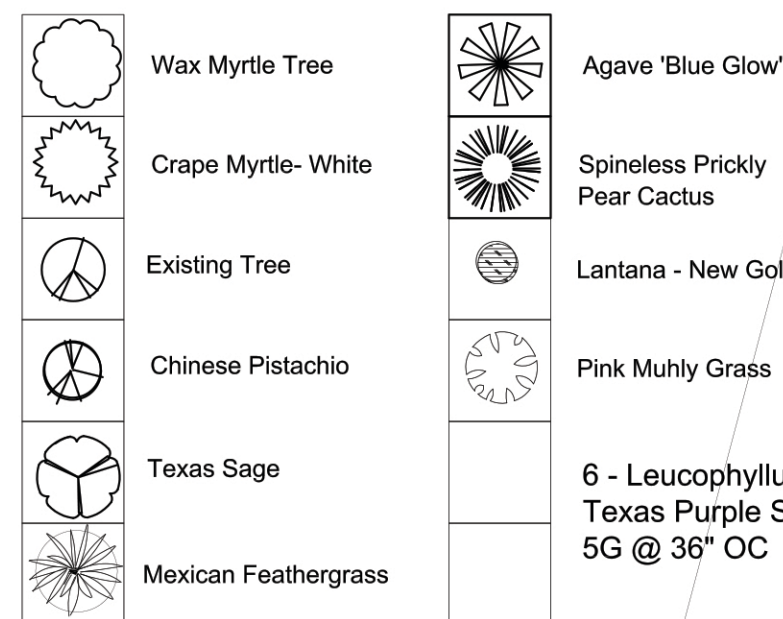 Wax Myrtle Tree
Crape Myrtle- White
Existing Tree
Chinese Pistachio
Texas Sage
Mexican Feathergrass
Agave 'Blue Glow'
Spineless Prickly
Pear Cactus
Lantana - New
Pink Muhly Grass
6 -
Texas Purple
5G @ 36" OC